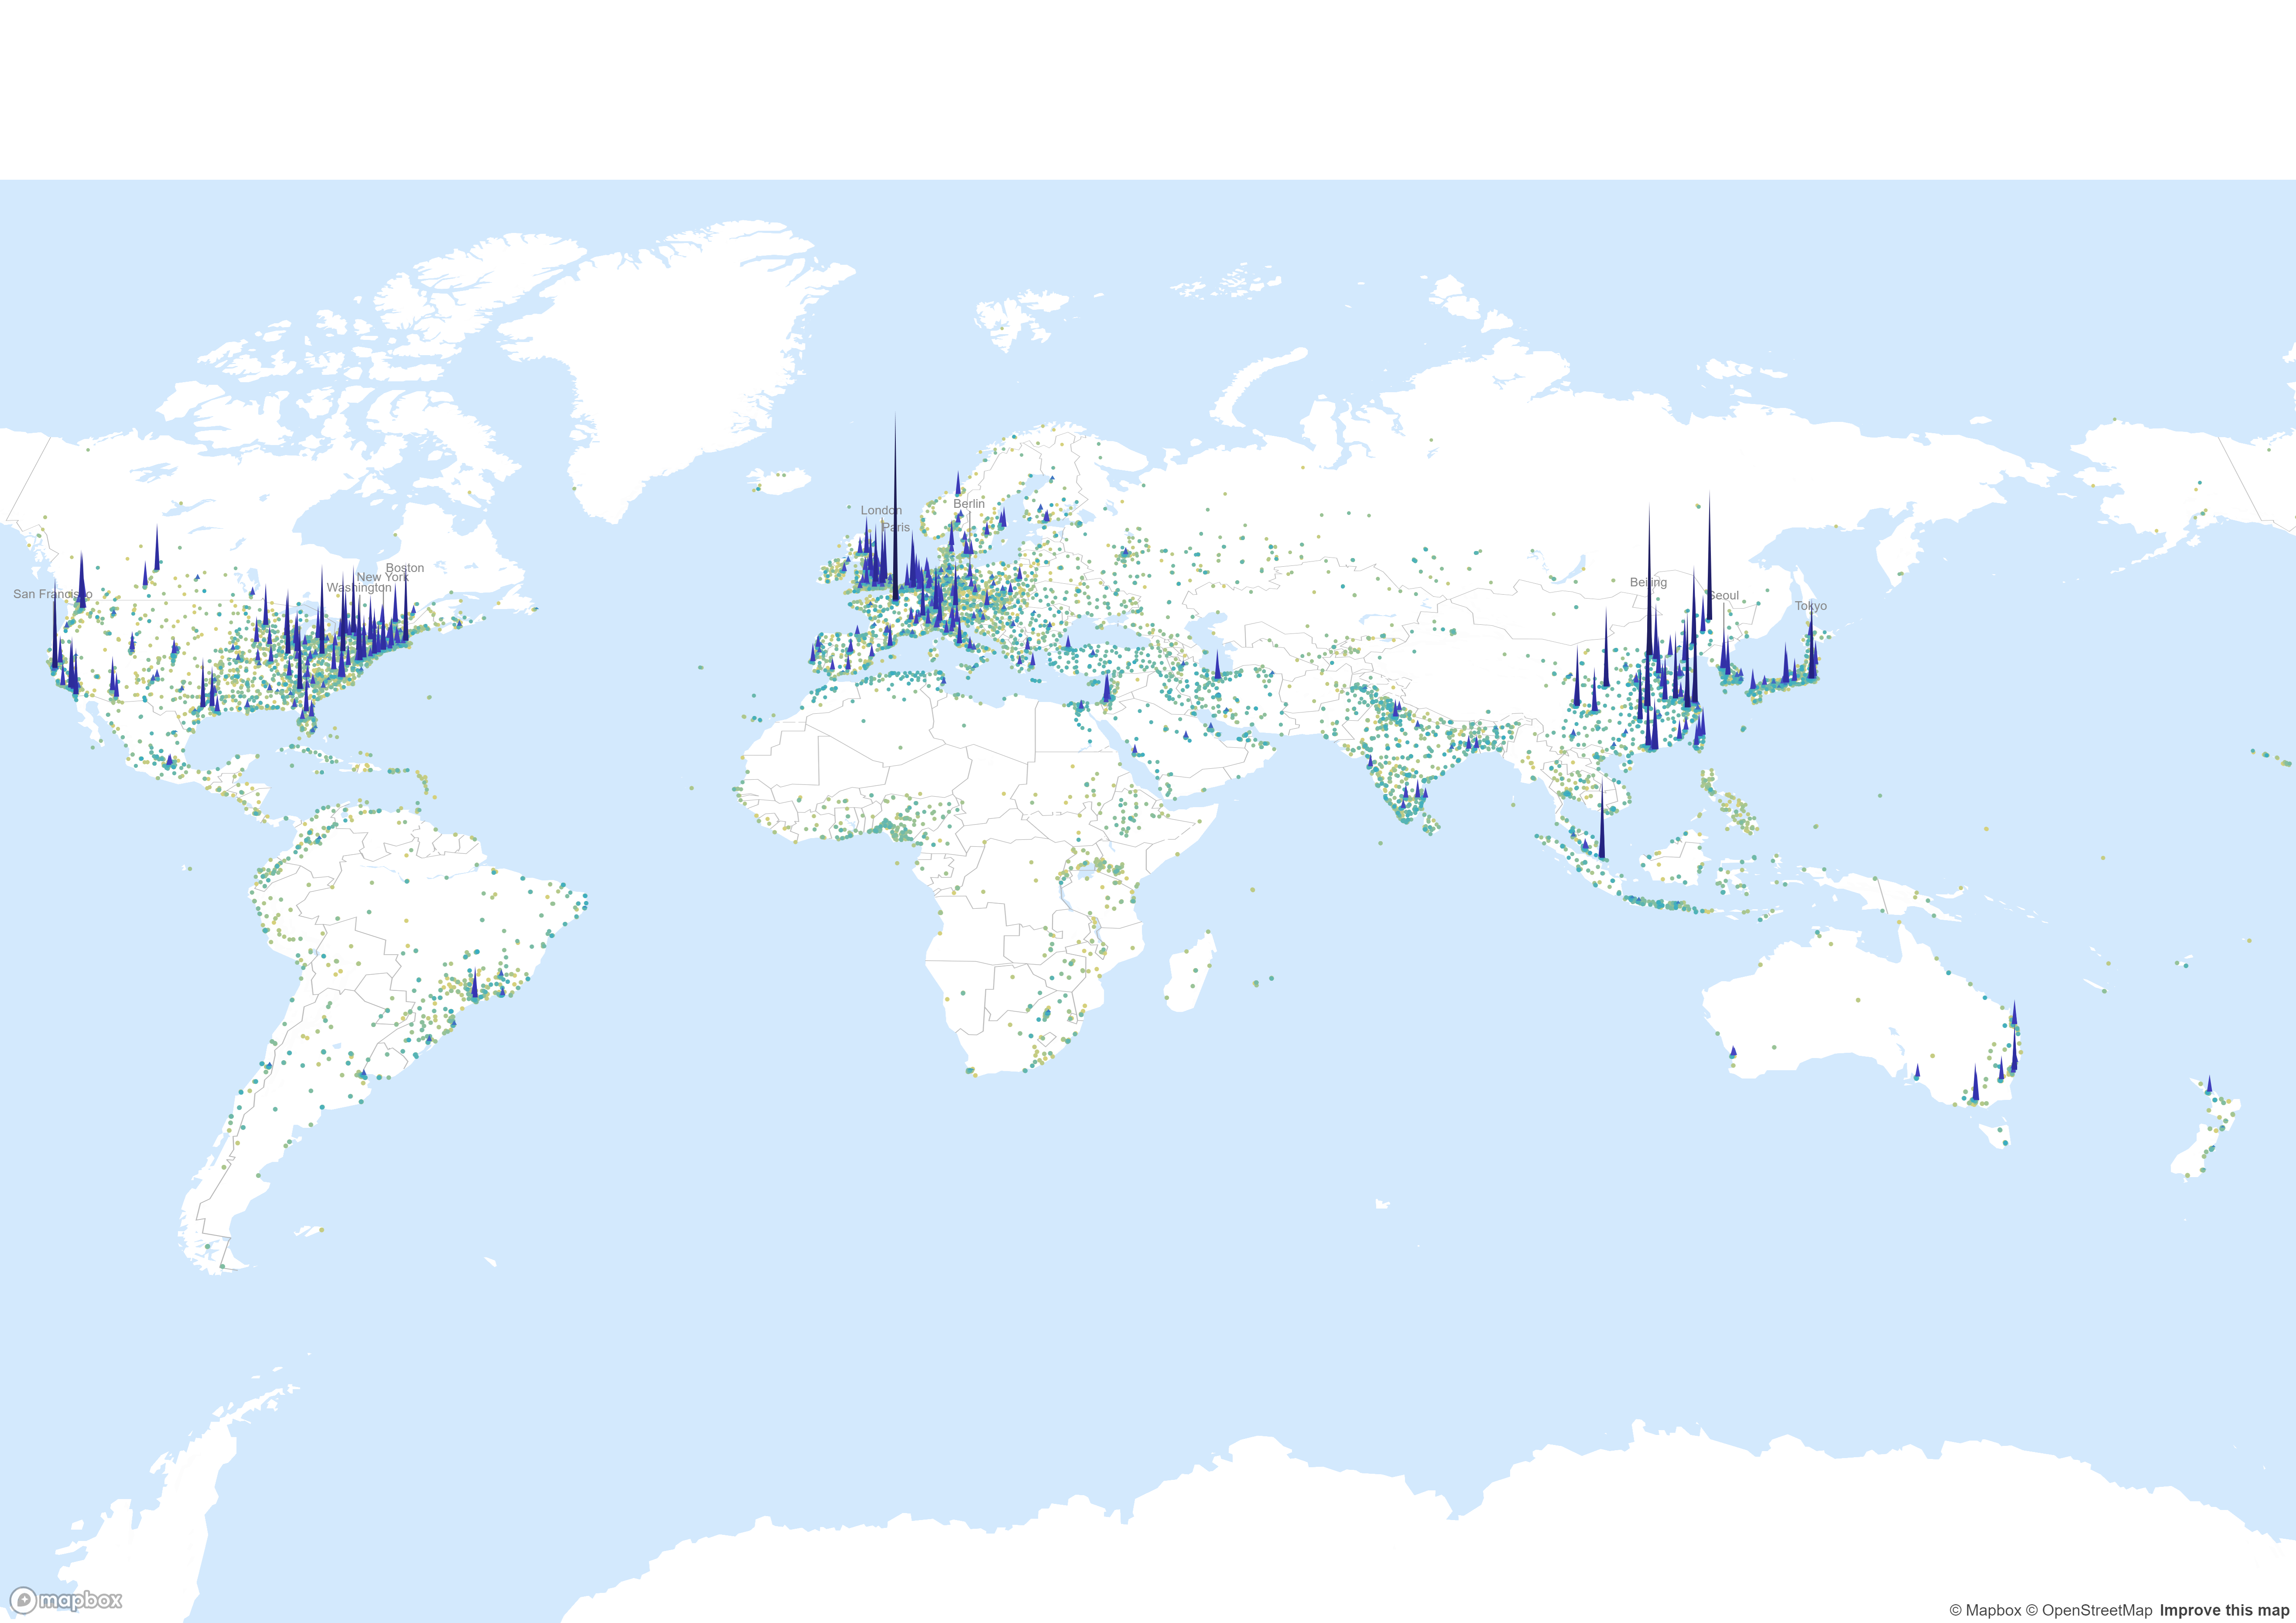 London
Berlin
Paris
Boston
New York
Washington
San Francisco
Beijing
Seoul
Tokyo
mapbox
© Mapbox © OpenStreetMap Improve this map